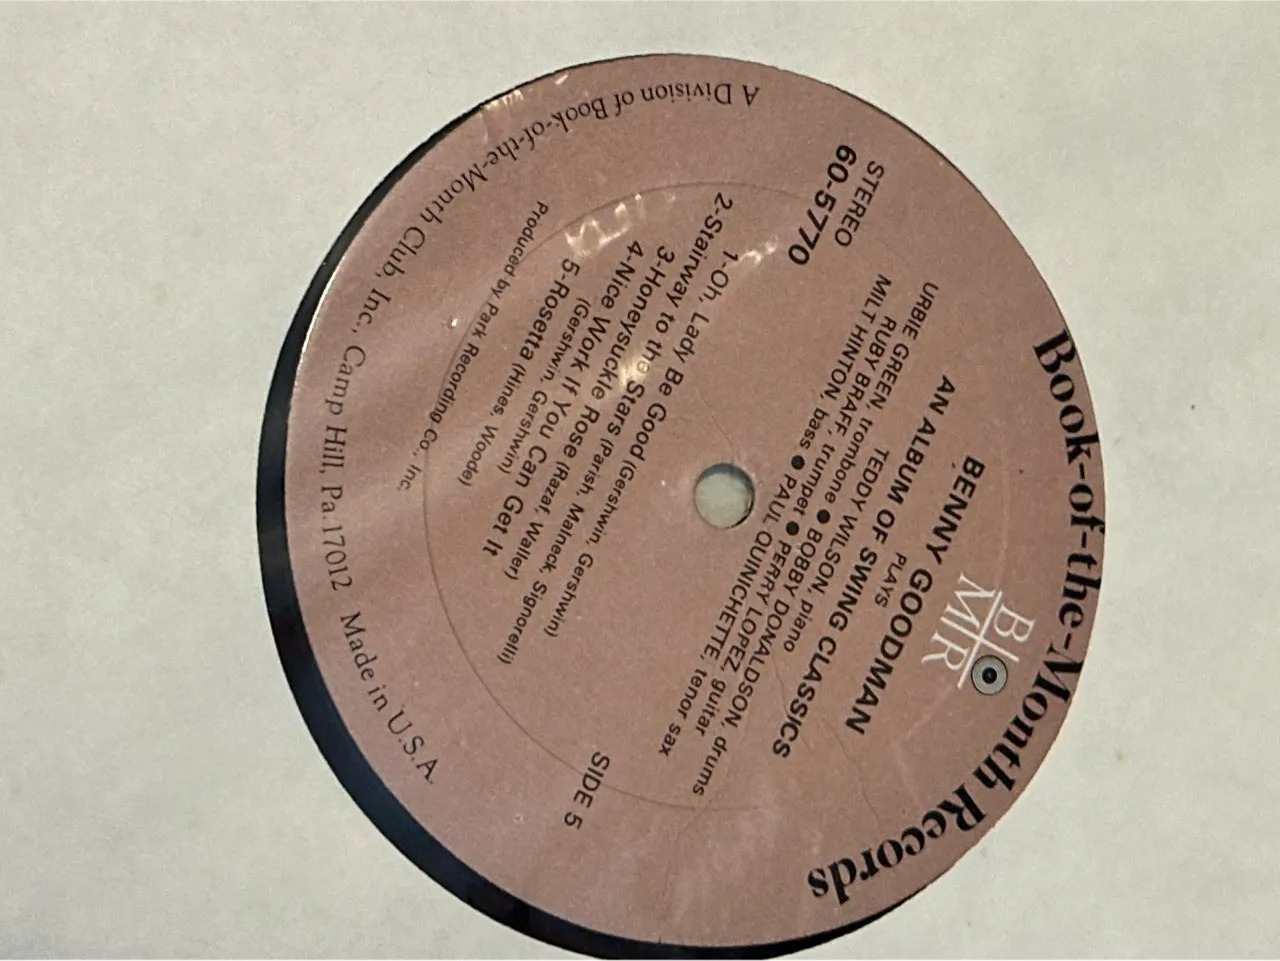 Book-of-the-Month Records
B O
M R
BENNY GOODMAN
PLAYS
AN ALBUM OF SWING CLASSICS
TEDDY WILSON, piano
URBIE GREEN, trombone ● BOBBY DONALDSON, drums
RUBY BRAFF, trumpet ● PERRY LOPEZ, guitar
MILT HINTON, bass ● PAUL QUINICHETTE, tenor sax
STEREO
60-5770
SIDE 5
1-Oh, Lady Be Good (Gershwin, Gershwin)
2-Stairway to the Stars (Parish, Malneck, Signorelli)
3-Honeysuckle Rose (Razaf, Waller)
4-Nice Work If You Can Get It
(Gershwin, Gershwin)
5-Rosetta (Hines, Woode)
Produced by Park Recording Co., Inc.
A Division of Book-of-the-Month Club, Inc., Camp Hill, Pa.17012 Made in U.S.A.